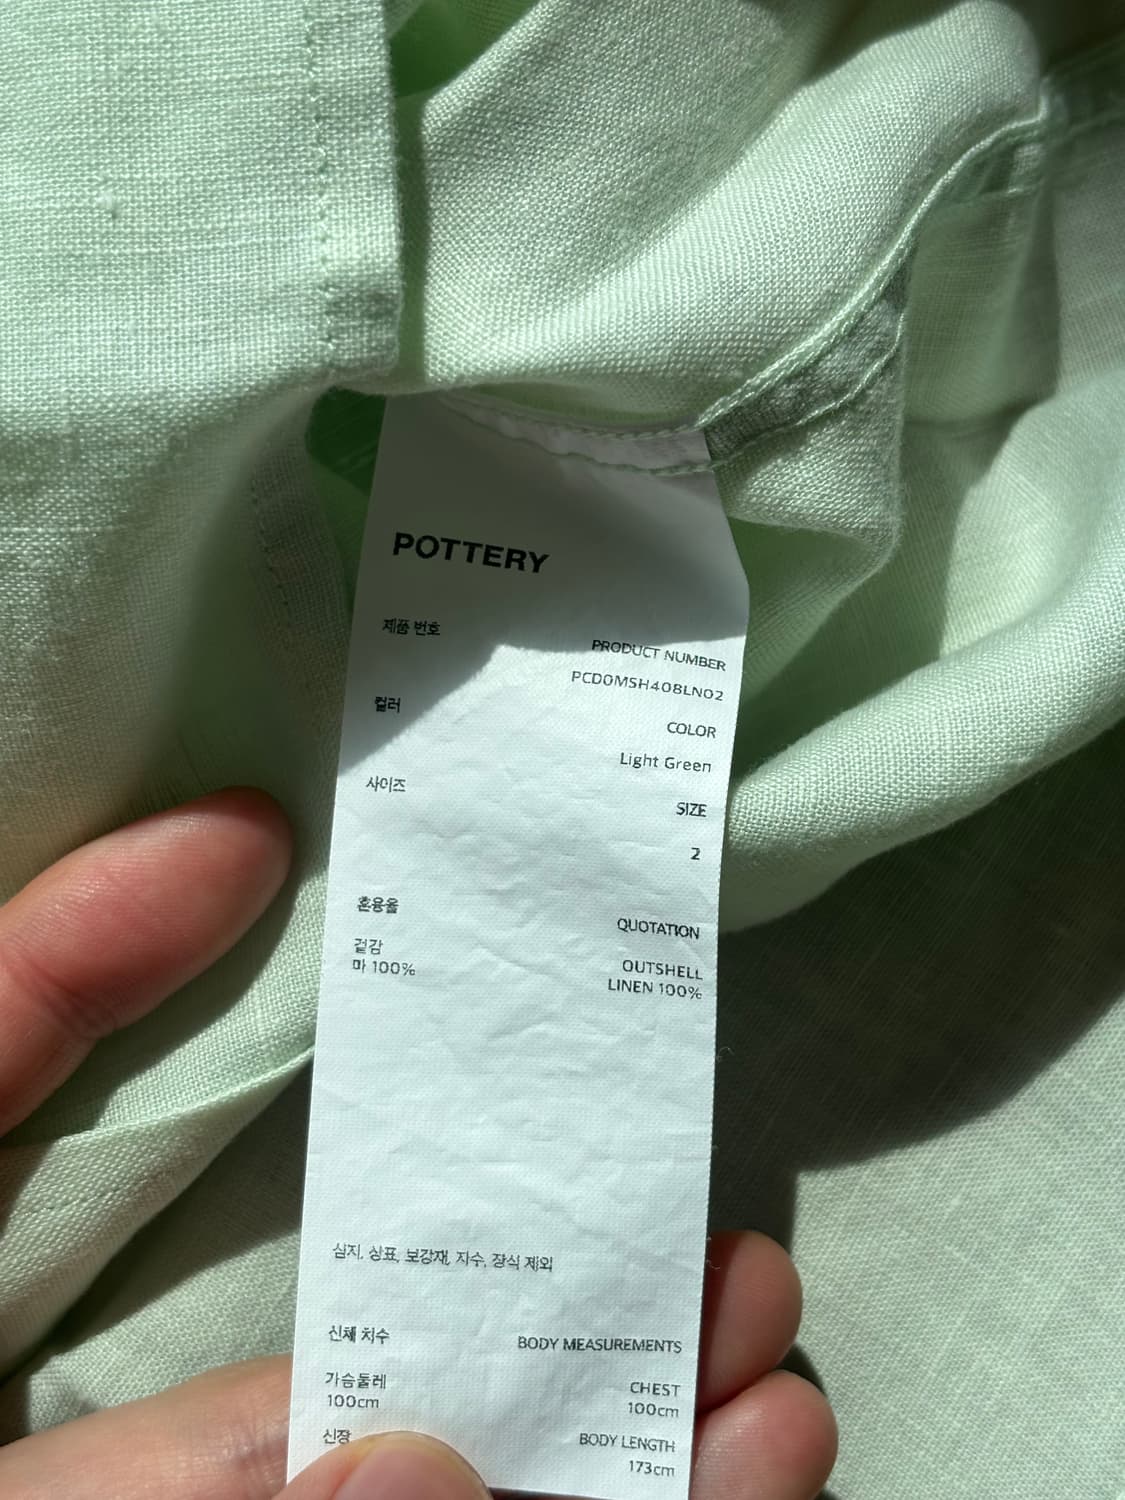 POTTERY
제품 번호
PRODUCT NUMBER
PCD0MSH408LN02
컬러
COLOR
Light Green
사이즈
SIZE
2
혼용율
QUOTATION
겉감
OUTSHELL
마 100%
LINEN 100%
심지, 상표, 보강재, 자수, 장식 제외
신체 치수
BODY MEASUREMENTS
가슴둘레
CHEST
100cm
100cm
신장
BODY LENGTH
173cm